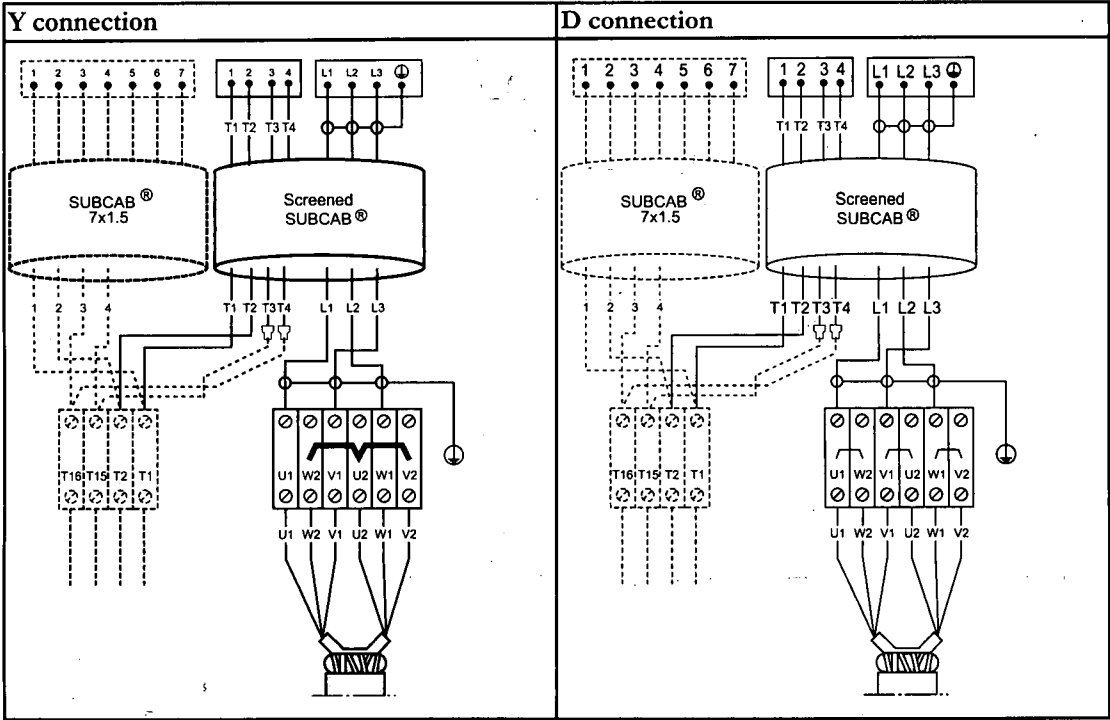 Y connection
1 2 3 4 5 6 7
1 2 3 4
L1 L2 L3
T1 T2 T3 T4
SUBCAB ®
7x1.5
Screened
SUBCAB ®
1 2 3 4
T1 T2 T3 T4 L1 L2 L3
T16 T15 T2 T1
U1 W2 V1 U2 W1 V2
U1 W2 V1 U2 W1 V2
D connection
1 2 3 4 5 6 7
1 2 3 4
L1 L2 L3
T1 T2 T3 T4
SUBCAB ®
7x1.5
Screened
SUBCAB ®
1 2 3 4
T1 T2 T3 T4 L1 L2 L3
T16 T15 T2 T1
U1 W2 V1 U2 W1 V2
U1 W2 V1 U2 W1 V2